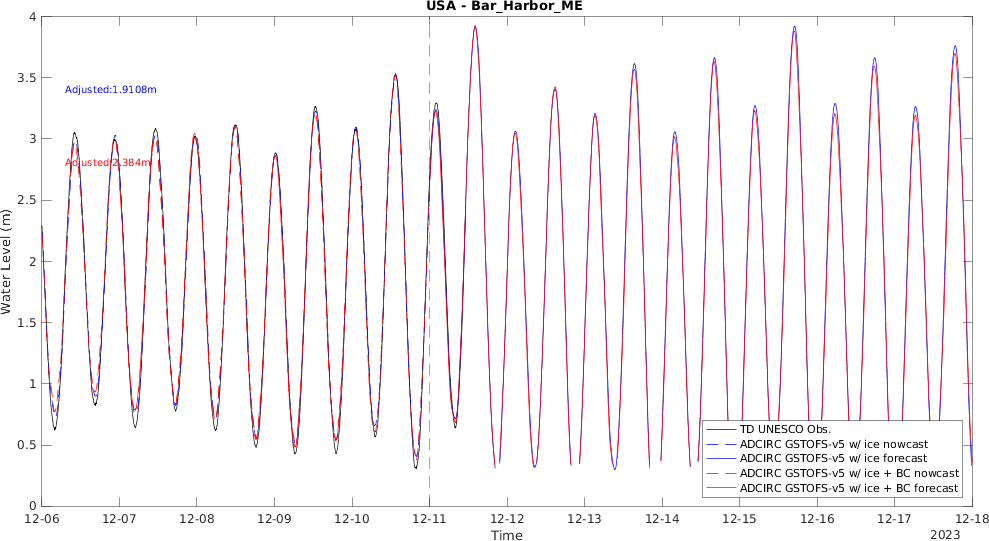 USA - Bar_Harbor_ME
4
3.5
3
2.5
2
1.5
1
0.5
0
Water Level (m)
Adjusted:1.9108m
Adjusted:2.384m
TD UNESCO Obs.
ADCIRC GSTOFS-v5 w/ ice nowcast
ADCIRC GSTOFS-v5 w/ ice forecast
ADCIRC GSTOFS-v5 w/ ice + BC nowcast
ADCIRC GSTOFS-v5 w/ ice + BC forecast
12-06 12-07 12-08 12-09 12-10 12-11 12-12 12-13 12-14 12-15 12-16 12-17 12-18
Time
2023